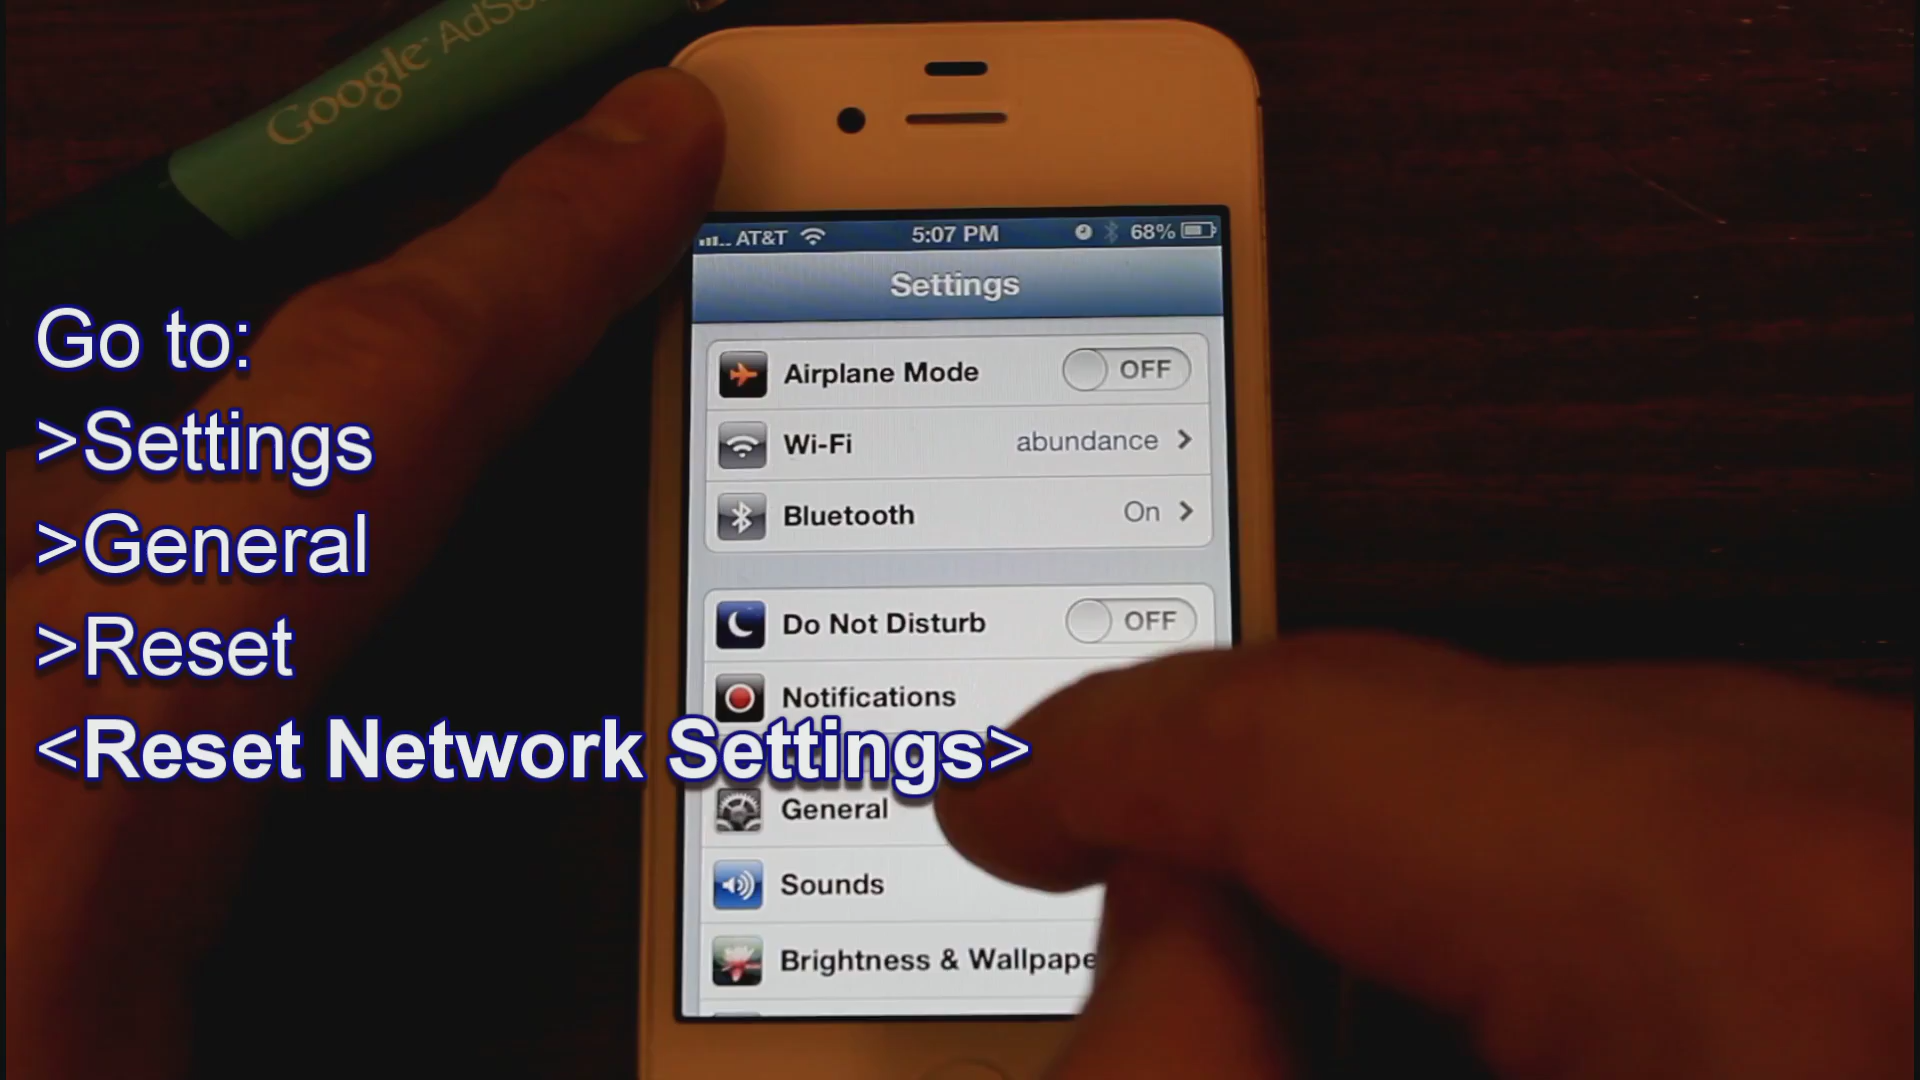 Google AdSe
AT&T 5:07 PM 68%
Settings
Airplane Mode OFF
Wi-Fi abundance
Bluetooth On
Do Not Disturb OFF
Notifications
General
Sounds
Brightness & Wallpape
Go to:
>Settings
>General
>Reset
<Reset Network Settings>